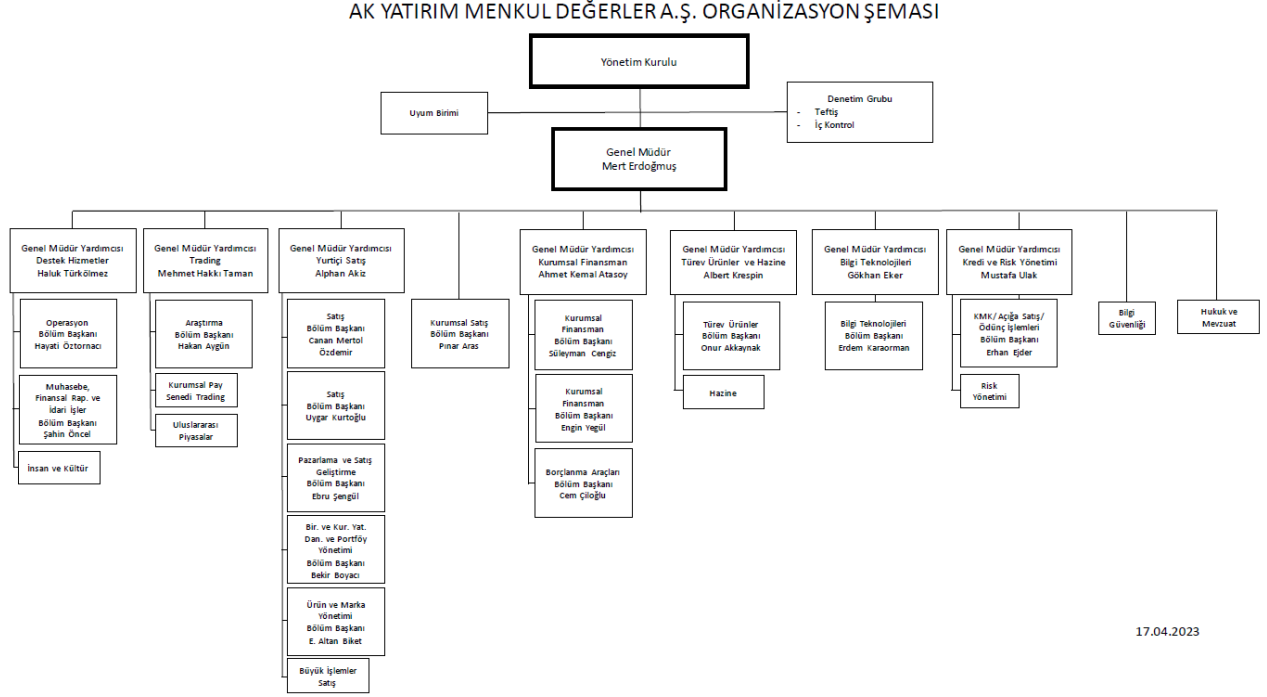 AK YATIRIM MENKUL DEĞERLER A.Ş. ORGANİZASYON ŞEMASI
Yönetim Kurulu
Uyum Birimi
Denetim Grubu
- Teftiş
- İç Kontrol
Genel Müdür
Mert Erdoğmuş
Genel Müdür Yardımcısı
Destek Hizmetler
Haluk Türkölmez
Operasyon
Bölüm Başkanı
Hayati Öztornacı
Muhasebe,
Finansal Rap. ve
İdari İşler
Bölüm Başkanı
Şahin Öncel
İnsan ve Kültür
Genel Müdür Yardımcısı
Trading
Mehmet Hakkı Taman
Araştırma
Bölüm Başkanı
Hakan Aygün
Kurumsal Pay
Senedi Trading
Uluslararası
Piyasalar
Genel Müdür Yardımcısı
Yurtiçi Satış
Alphan Akiz
Satış
Bölüm Başkanı
Canan Mertol
Özdemir
Satış
Bölüm Başkanı
Uygar Kurtoğlu
Pazarlama ve Satış
Geliştirme
Bölüm Başkanı
Ebru Şengül
Bir. ve Kur. Yat.
Dan. ve Portföy
Yönetimi
Bölüm Başkanı
Bekir Boyacı
Ürün ve Marka
Yönetimi
Bölüm Başkanı
E. Altan Biket
Büyük İşlemler
Satış
Kurumsal Satış
Bölüm Başkanı
Pınar Aras
Genel Müdür Yardımcısı
Kurumsal Finansman
Ahmet Kemal Atasoy
Kurumsal
Finansman
Bölüm Başkanı
Süleyman Cengiz
Kurumsal
Finansman
Bölüm Başkanı
Engin Yegül
Borçlanma Araçları
Bölüm Başkanı
Cem Çiloğlu
Genel Müdür Yardımcısı
Türev Ürünler ve Hazine
Albert Krespin
Türev Ürünler
Bölüm Başkanı
Onur Akkaynak
Hazine
Genel Müdür Yardımcısı
Bilgi Teknolojileri
Gökhan Eker
Bilgi Teknolojileri
Bölüm Başkanı
Erdem Karaorman
Genel Müdür Yardımcısı
Kredi ve Risk Yönetimi
Mustafa Ulak
KMK/Açığa Satış/
Ödünç İşlemleri
Bölüm Başkanı
Erhan Ejder
Risk
Yönetimi
Bilgi
Güvenliği
Hukuk ve
Mevzuat
17.04.2023